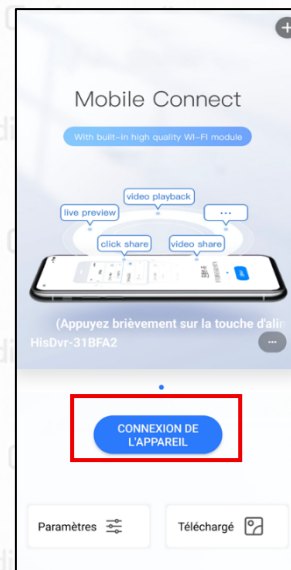 Mobile Connect
With built-in high quality WI-FI module
video playback
live preview
...
click share
video share
(Appuyez brièvement sur la touche d'alin
HisDvr-31BFA2
...
CONNEXION DE
L'APPAREIL
Paramètres
Téléchargé